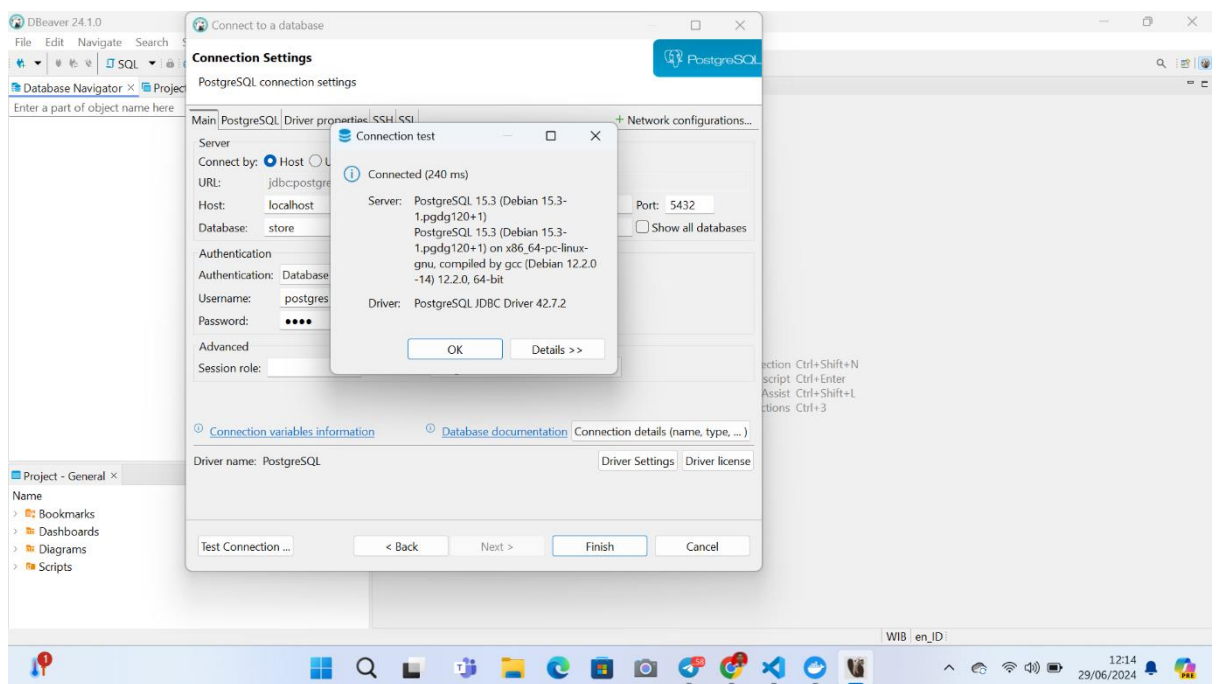 DBeaver 24.1.0
File Edit Navigate Search
SQL
Database Navigator
Projec
Enter a part of object name here
Connect to a database
Connection Settings
PostgreSQL connection settings
PostgreSQL
Main PostgreSQL Driver properties SSH SSL
+ Network configurations...
Server
Connect by: Host
URL: jdbc:postgre
Host: localhost
Port: 5432
Database: store
Show all databases
Authentication
Authentication: Database
Username: postgres
Password: ••••
Advanced
Session role:
Connection test
Connected (240 ms)
Server: PostgreSQL 15.3 (Debian 15.3-
1.pgdg120+1)
PostgreSQL 15.3 (Debian 15.3-
1.pgdg120+1) on x86_64-pc-linux-
gnu, compiled by gcc (Debian 12.2.0
-14) 12.2.0, 64-bit
Driver: PostgreSQL JDBC Driver 42.7.2
OK
Details >>
ection Ctrl+Shift+N
script Ctrl+Enter
Assist Ctrl+Shift+L
ctions Ctrl+3
Connection variables information
Database documentation
Connection details (name, type, ... )
Driver name: PostgreSQL
Driver Settings
Driver license
Test Connection ...
< Back
Next >
Finish
Cancel
Project - General
Name
Bookmarks
Dashboards
Diagrams
Scripts
WIB en_ID
12:14
29/06/2024
PRE